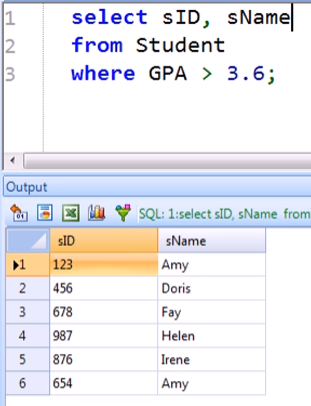 1 select sID, sName
2 from Student
3 where GPA > 3.6;
Output
SQL: 1:select sID, sName from
sID sName
1 123 Amy
2 456 Doris
3 678 Fay
4 987 Helen
5 876 Irene
6 654 Amy